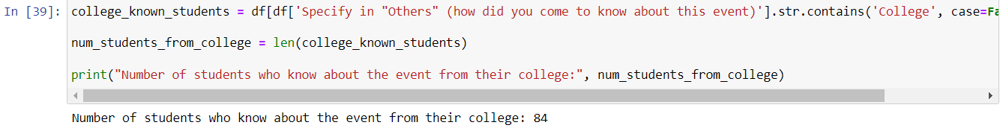 In [39]: college_known_students = df[df['Specify in "Others" (how did you come to know about this event)'].str.contains('College', case=Fa
num_students_from_college = len(college_known_students)
print("Number of students who know about the event from their college:", num_students_from_college)
Number of students who know about the event from their college: 84